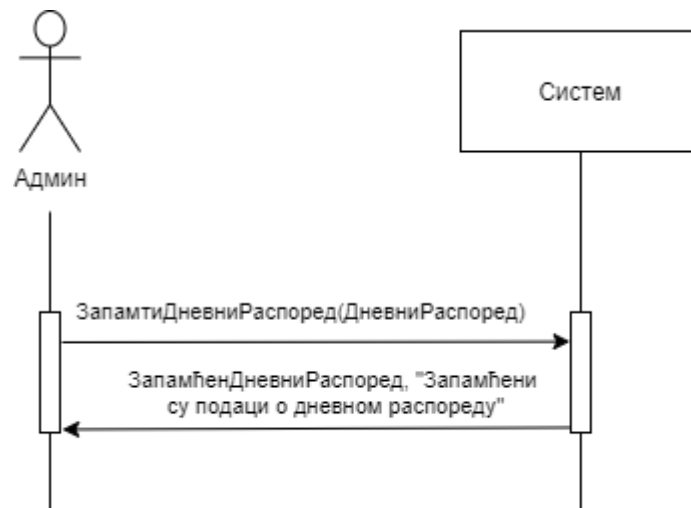 Систем
Админ
ЗапамтиДневниРаспоред(ДневниРаспоред)
ЗапамћенДневниРаспоред, "Запамћени
су подаци о дневном распореду"